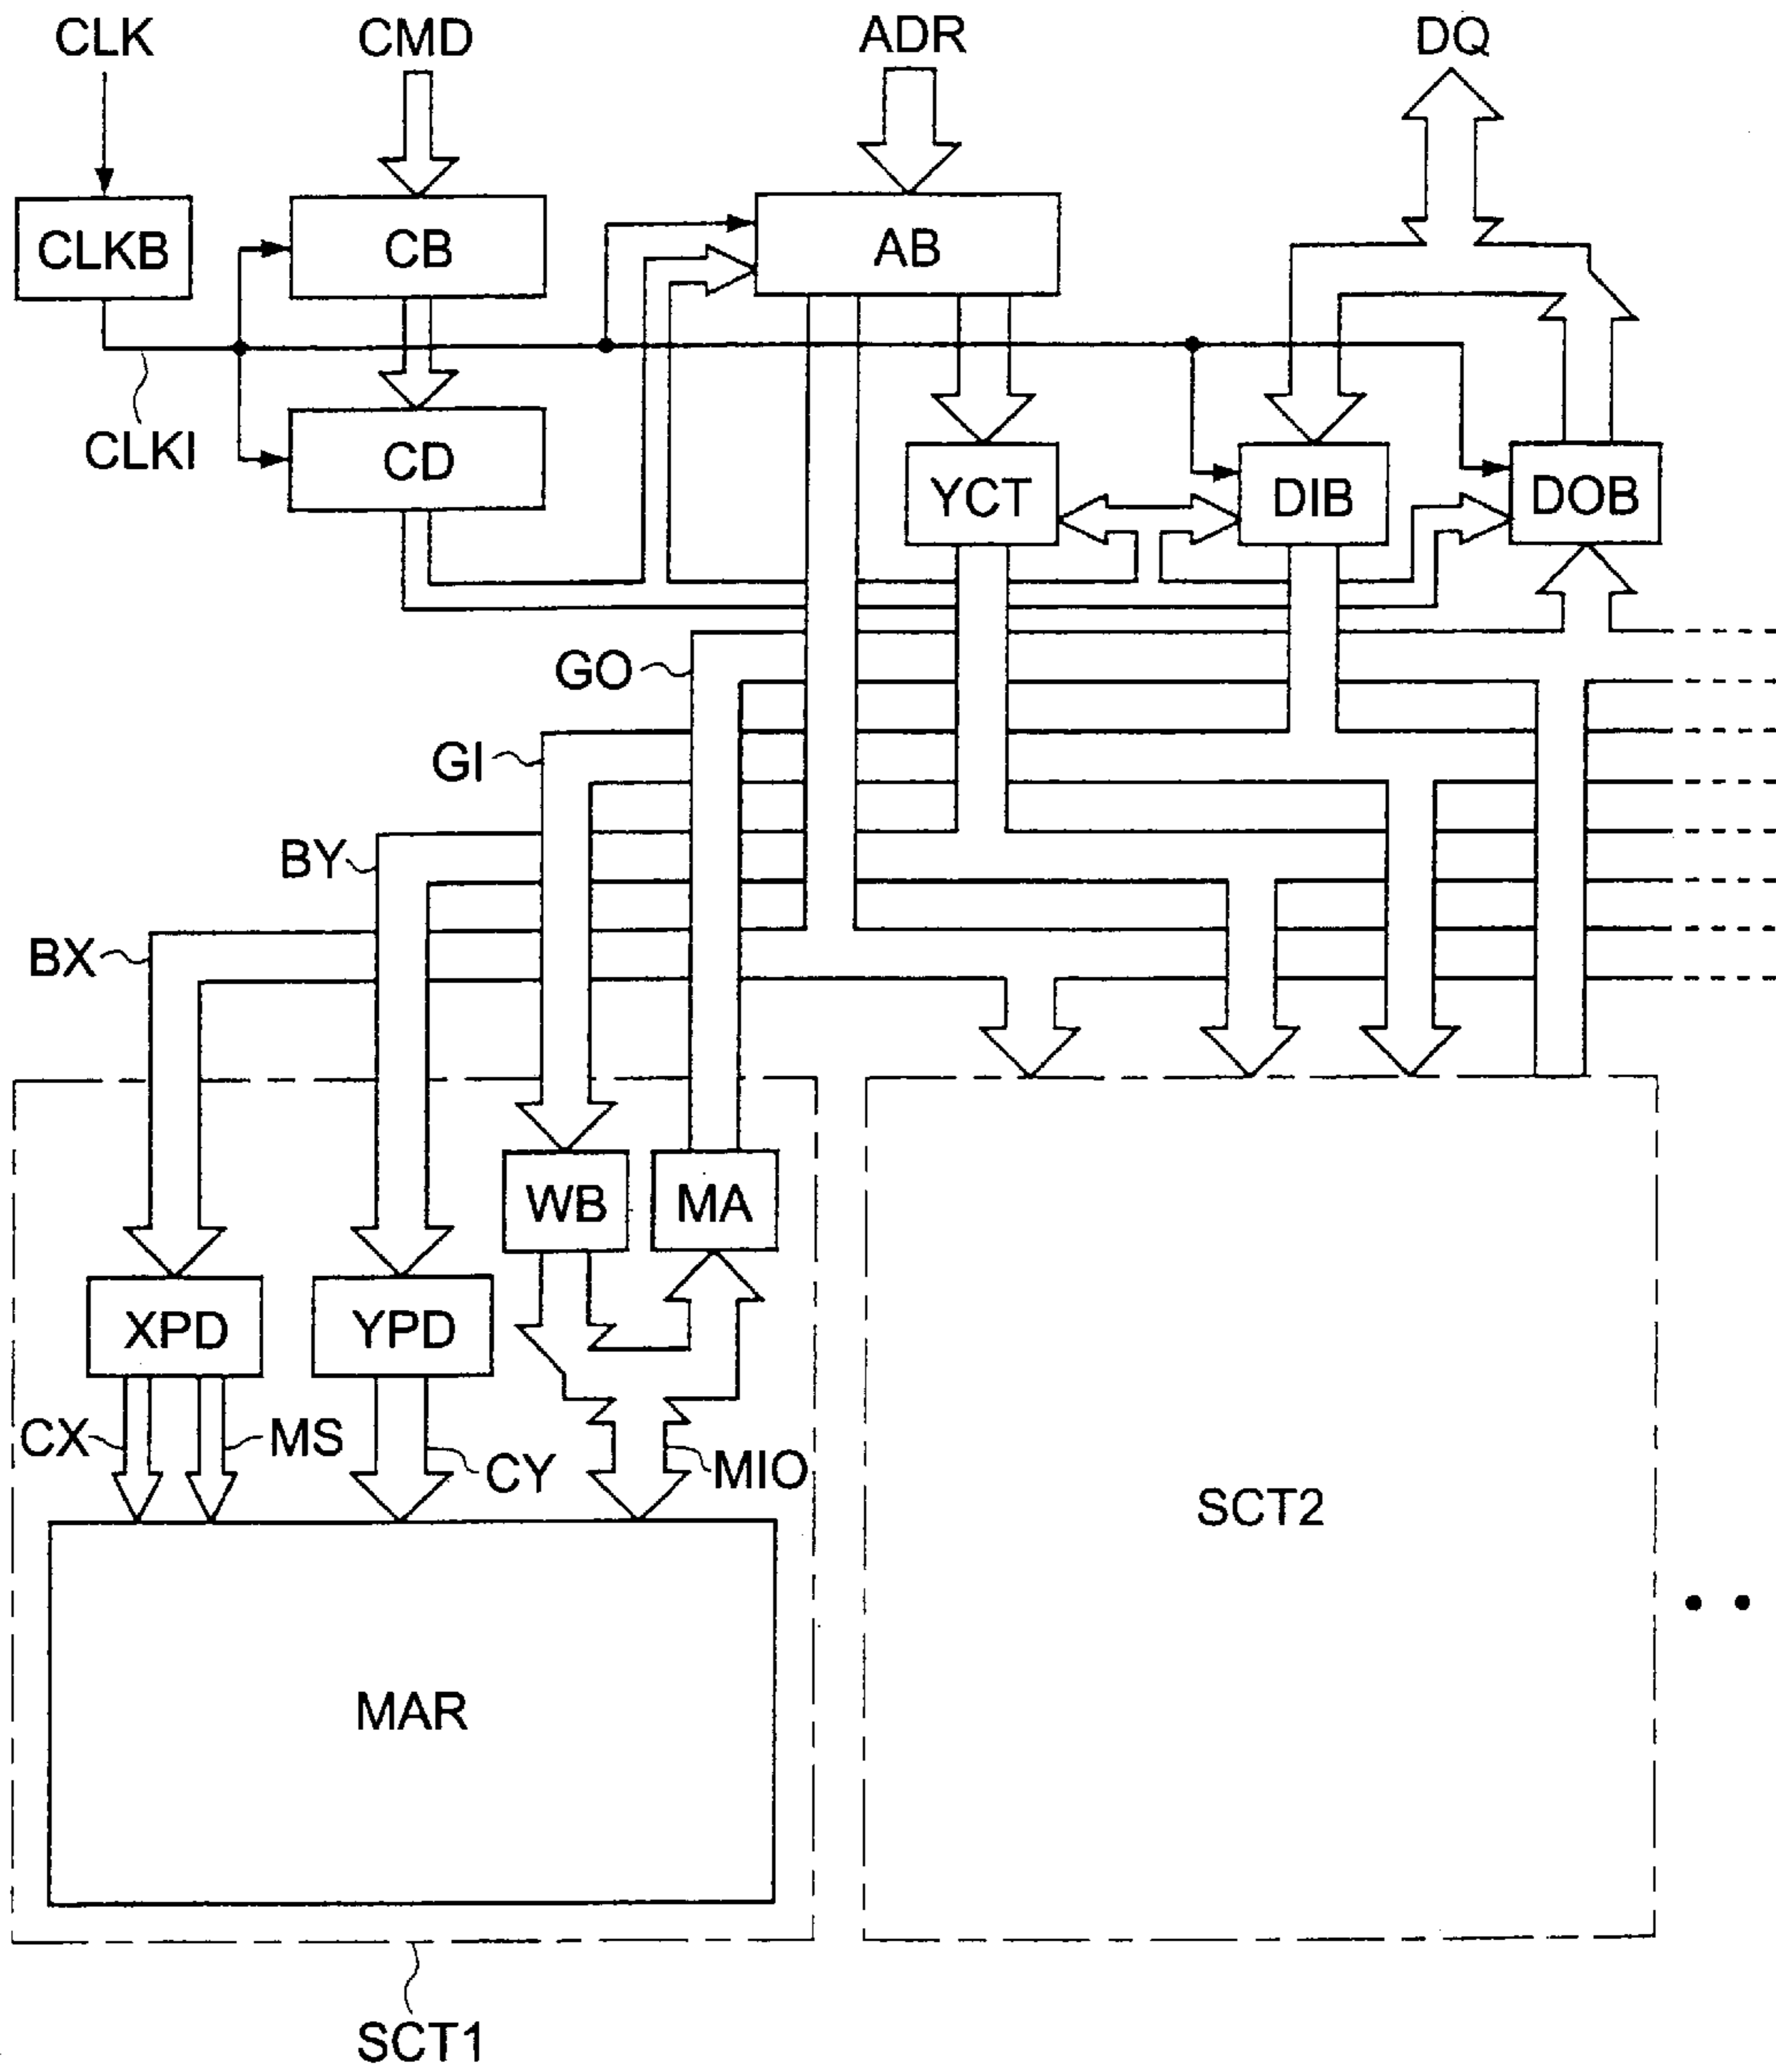 CLK
CMD
ADR
DQ
CLKB
CB
AB
CLKI
CD
YCT
DIB
DOB
GO
GI
BY
BX
WB
MA
XPD
YPD
CX
MS
CY
MIO
MAR
SCT2
SCT1